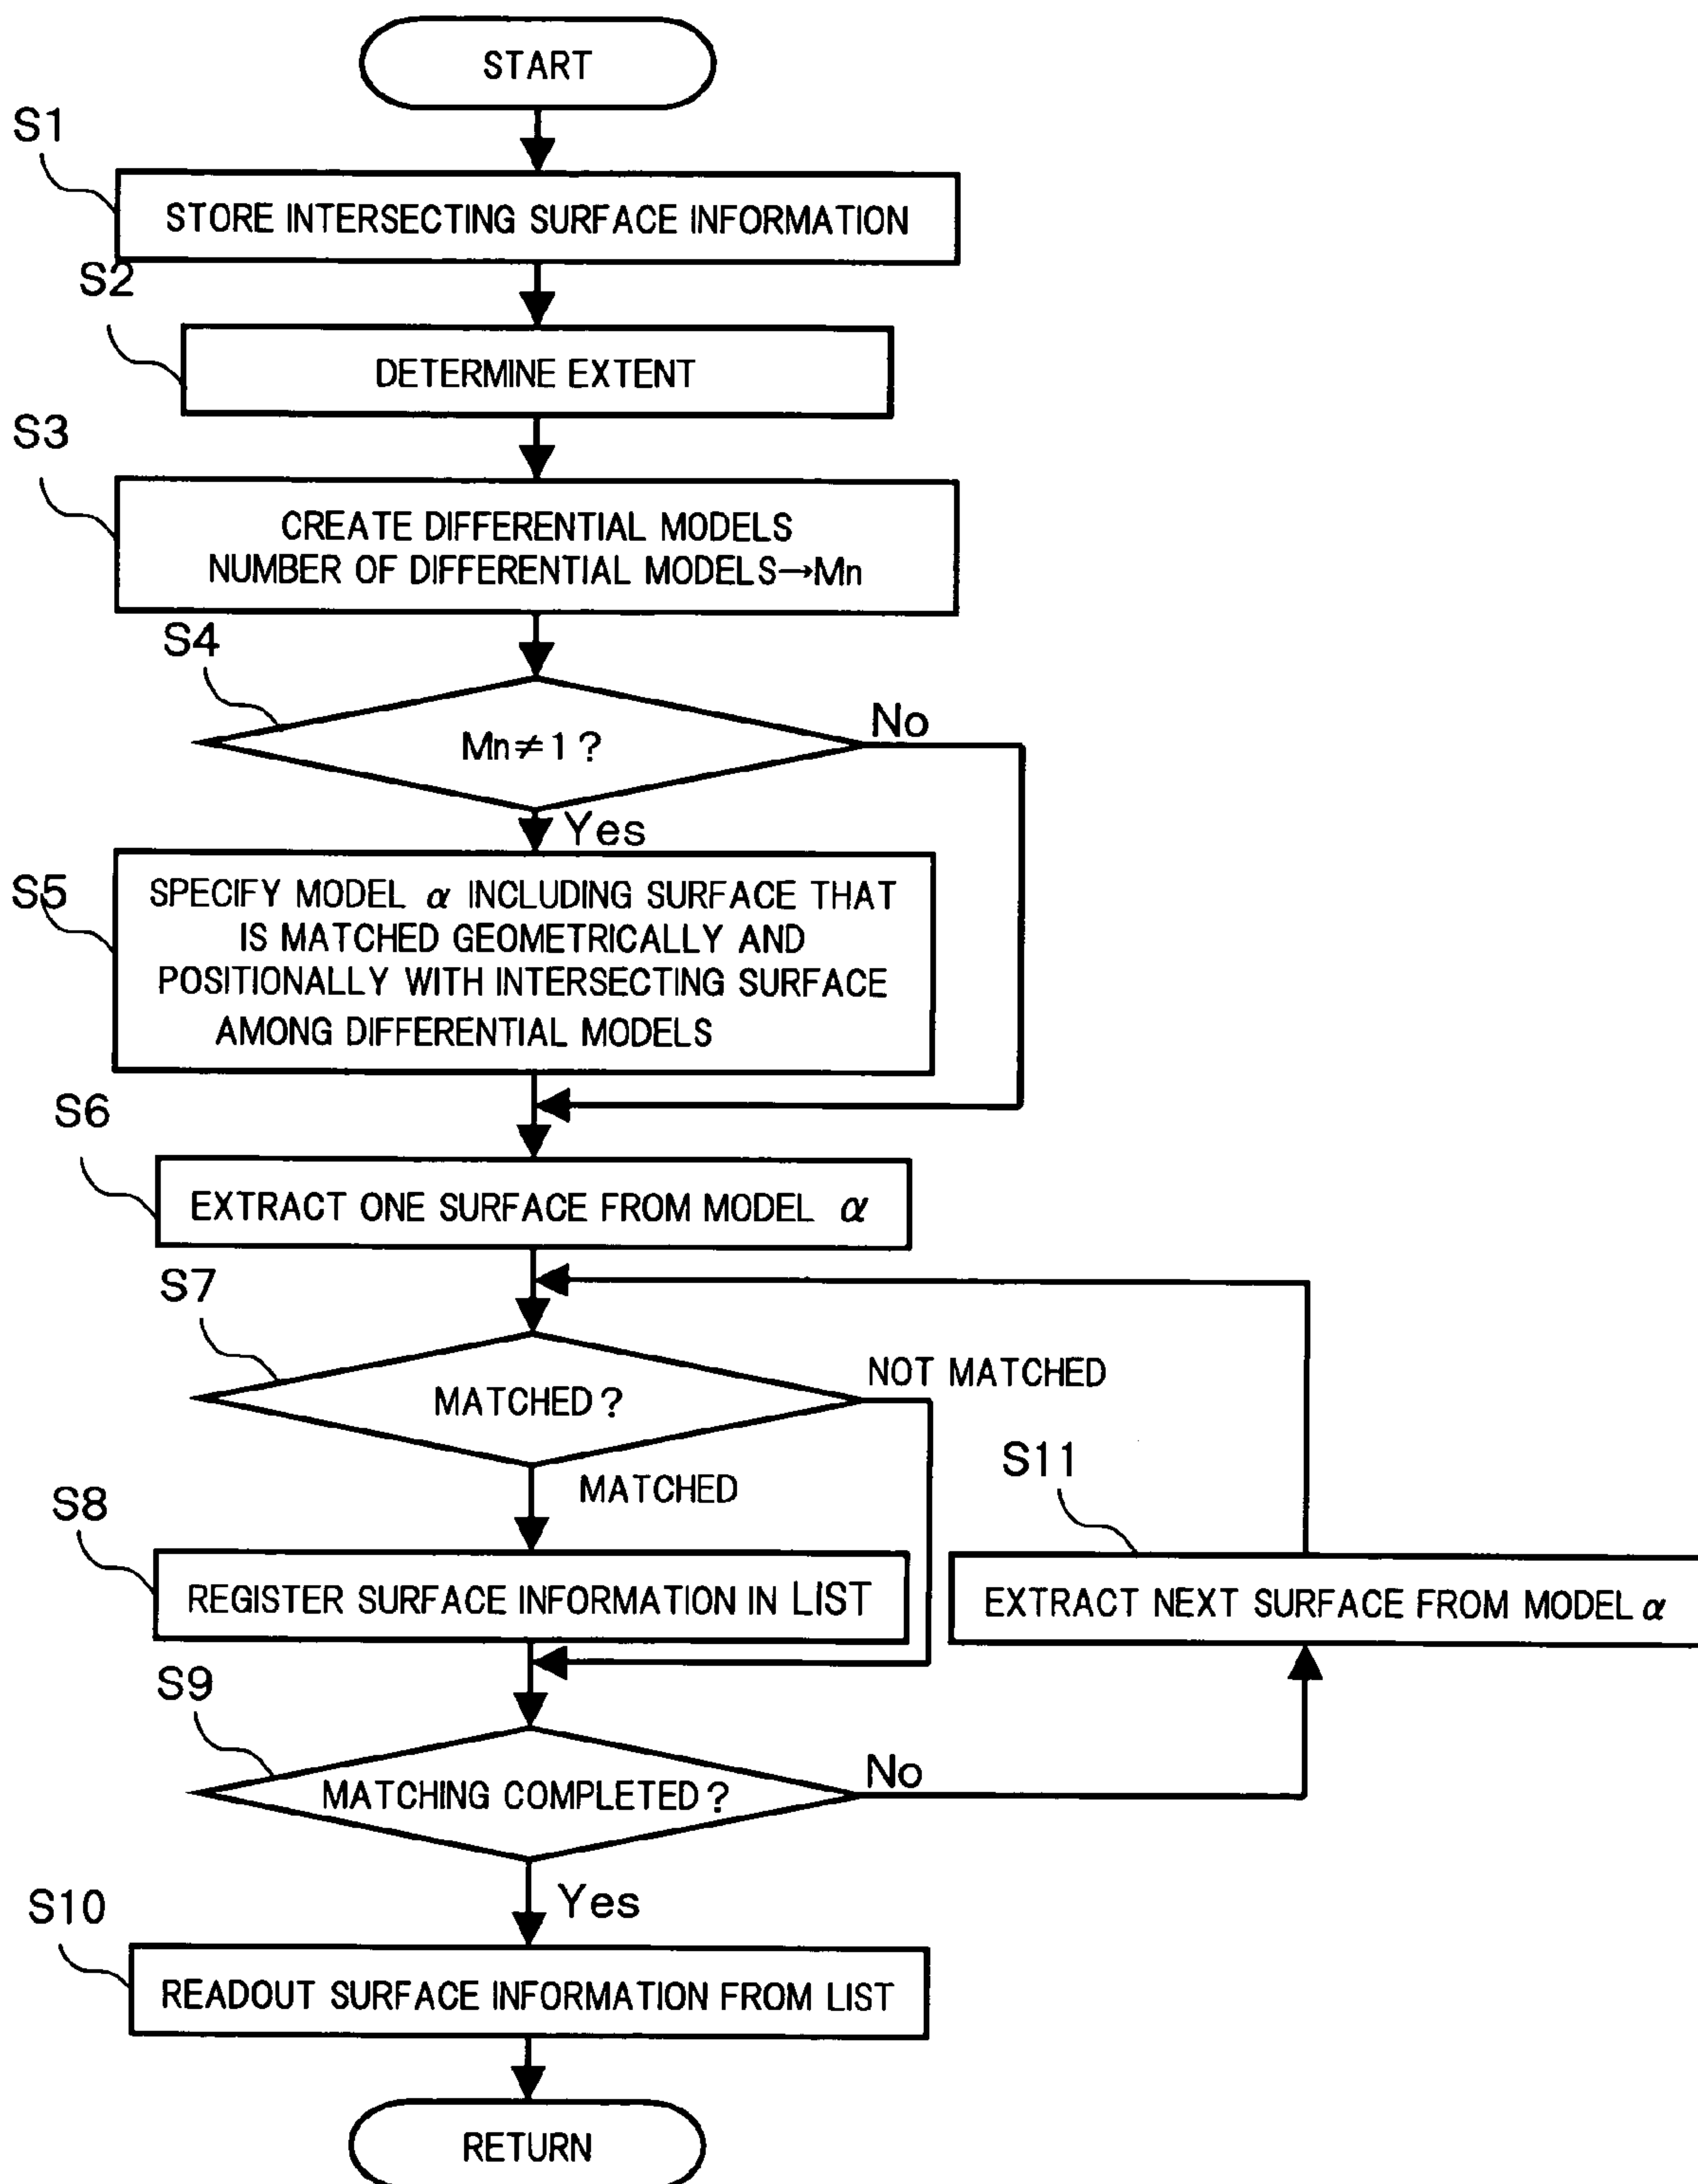 START
S1
STORE INTERSECTING SURFACE INFORMATION
S2
DETERMINE EXTENT
S3
CREATE DIFFERENTIAL MODELS
NUMBER OF DIFFERENTIAL MODELS→Mn
S4
Mn≠1?
No
Yes
S5
SPECIFY MODEL α INCLUDING SURFACE THAT
IS MATCHED GEOMETRICALLY AND
POSITIONALLY WITH INTERSECTING SURFACE
AMONG DIFFERENTIAL MODELS
S6
EXTRACT ONE SURFACE FROM MODEL α
S7
MATCHED?
NOT MATCHED
MATCHED
S8
REGISTER SURFACE INFORMATION IN LIST
S11
EXTRACT NEXT SURFACE FROM MODEL α
S9
MATCHING COMPLETED?
No
Yes
S10
READOUT SURFACE INFORMATION FROM LIST
RETURN